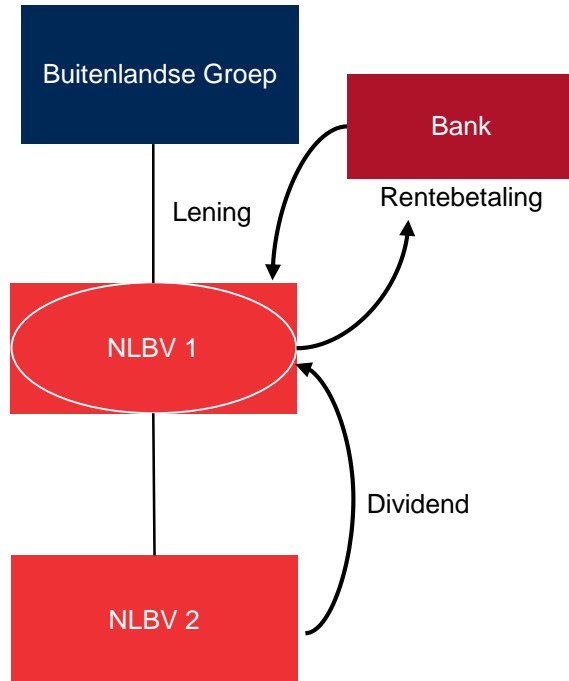 Buitenlandse Groep
Bank
Lening
Rentebetaling
NLBV 1
Dividend
NLBV 2